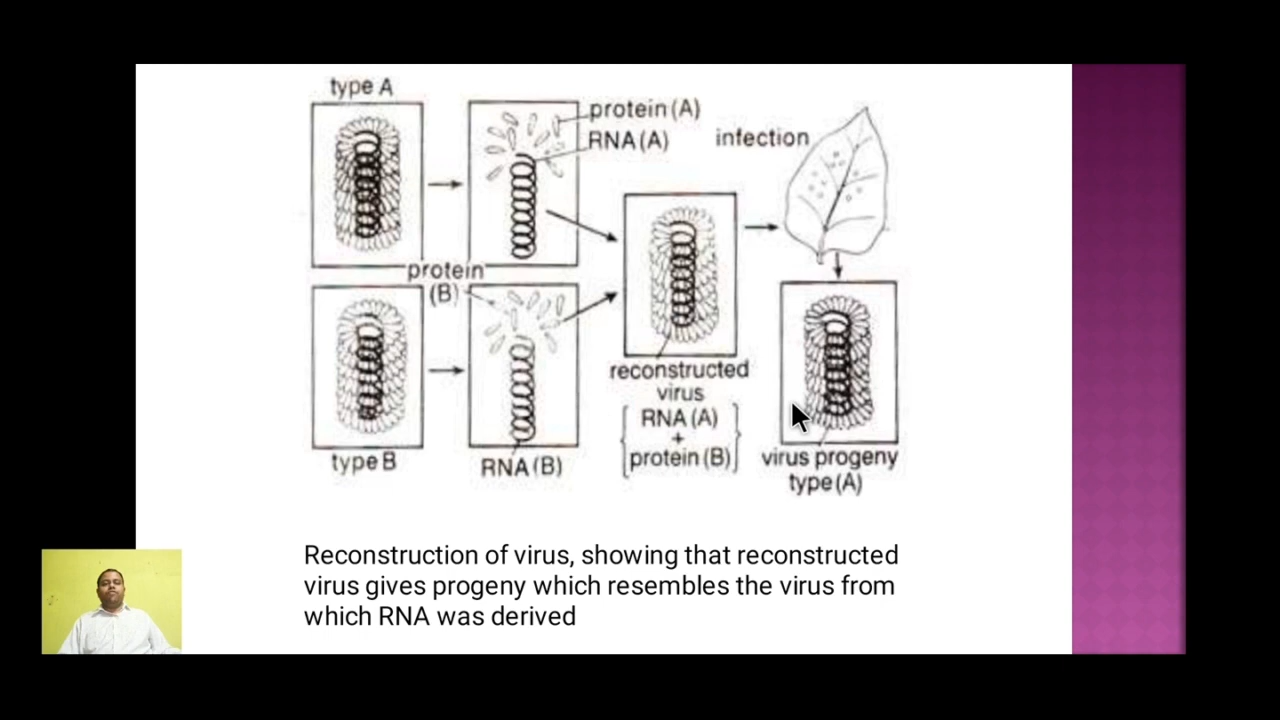 type A
protein (A)
RNA (A)
infection
protein
(B)
type B
RNA (B)
reconstructed
virus
RNA (A)
+
protein (B)
virus progeny
type (A)
Reconstruction of virus, showing that reconstructed
virus gives progeny which resembles the virus from
which RNA was derived